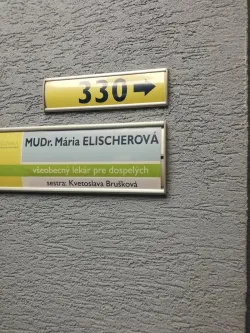 330 →
MUDr. Mária ELISCHEROVÁ
všeobecný lekár pre dospelých
sestra: Kvetoslava Brušková